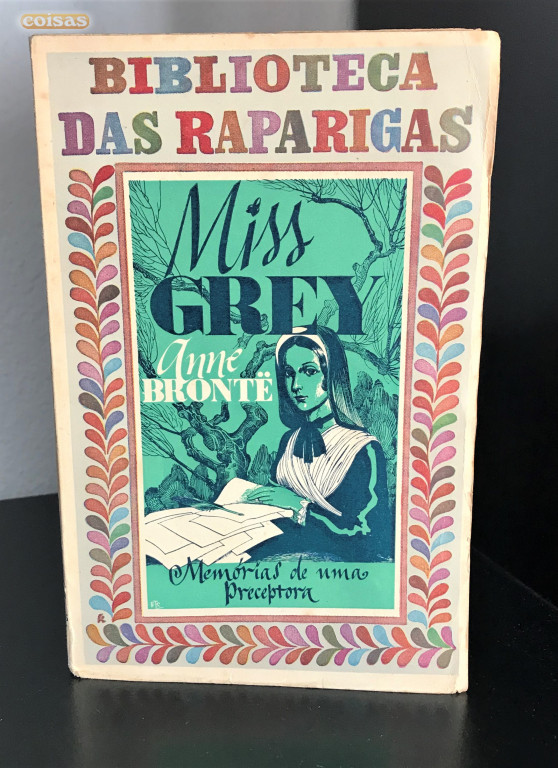 coisas
BIBLIOTECA
DAS RAPARIGAS
Miss
GREY
Anne
BRONTË
Memórias de uma
Preceptora